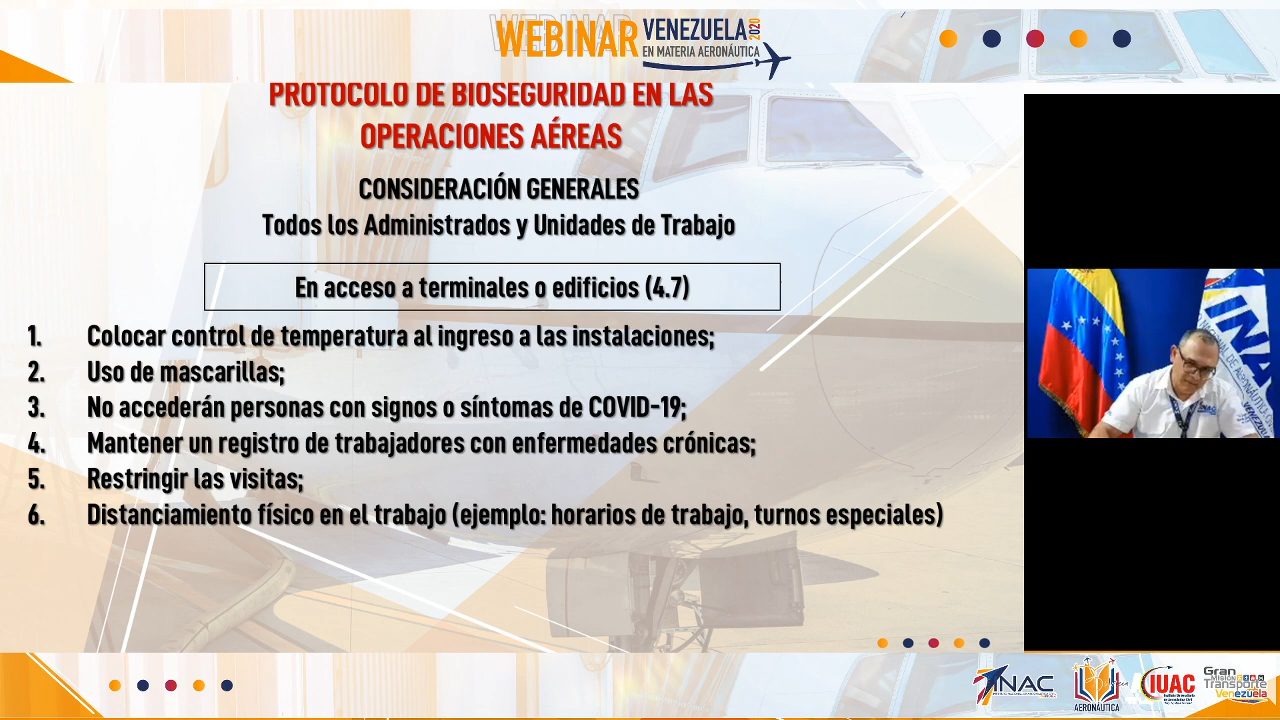 WEBINAR VENEZUELA 2020
EN MATERIA AERONÁUTICA
PROTOCOLO DE BIOSEGURIDAD EN LAS
OPERACIONES AÉREAS
CONSIDERACIÓN GENERALES
Todos los Administrados y Unidades de Trabajo
En acceso a terminales o edificios (4.7)
1. Colocar control de temperatura al ingreso a las instalaciones;
2. Uso de mascarillas;
3. No accederán personas con signos o síntomas de COVID-19;
4. Mantener un registro de trabajadores con enfermedades crónicas;
5. Restringir las visitas;
6. Distanciamiento físico en el trabajo (ejemplo: horarios de trabajo, turnos especiales)
INAC
AERONÁUTICA
IUAC
Gran
MISIÓN
Transporte
Venezuela